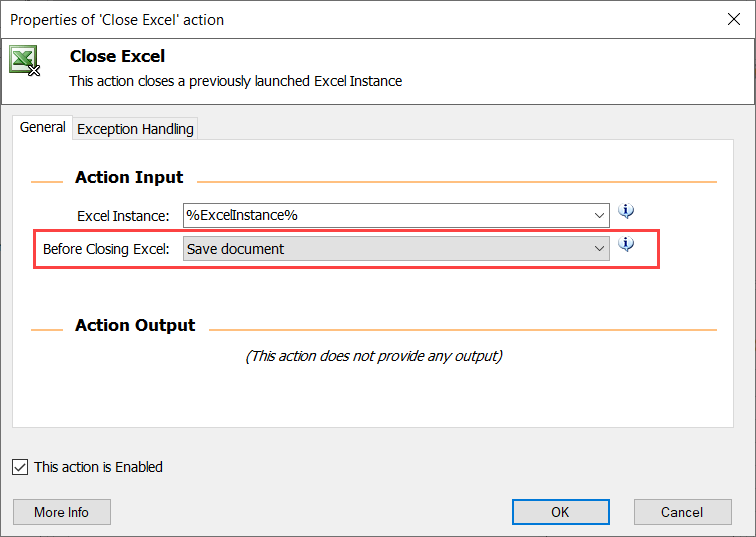 Properties of 'Close Excel' action
Close Excel
This action closes a previously launched Excel Instance
General
Exception Handling
Action Input
Excel Instance: %ExcelInstance%
Before Closing Excel: Save document
Action Output
(This action does not provide any output)
This action is Enabled
More Info
OK
Cancel